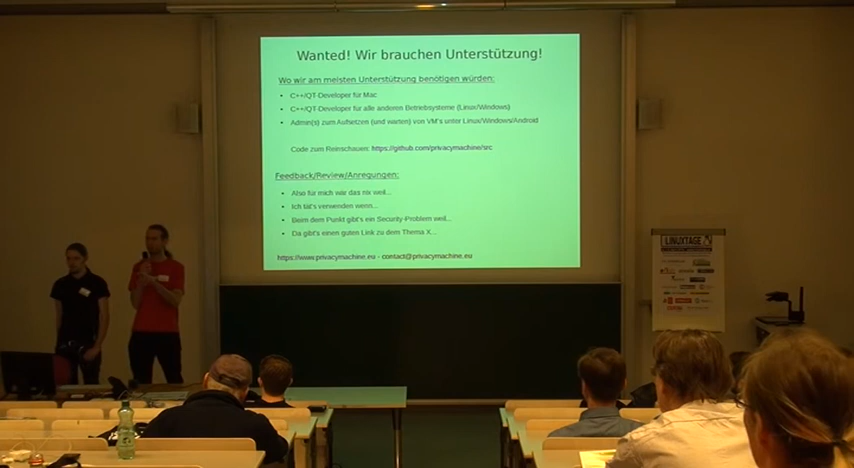 Wanted! Wir brauchen Unterstützung!
Wo wir am meisten Unterstützung benötigen würden:
• C++/QT-Developer für Mac
• C++/QT-Developer für alle anderen Betriebsysteme (Linux/Windows)
• Admin(s) zum Aufsetzen (und warten) von VM's unter Linux/Windows/Android
Code zum Reinschauen: https://github.com/privacymachine/src
Feedback/Review/Anregungen:
• Also für mich wär das nix weil...
• Ich tät's verwenden wenn...
• Beim dem Punkt gibt's ein Security-Problem weil...
• Da gibt's einen guten Link zu dem Thema X...
https://www.privacymachine.eu - contact@privacymachine.eu
LINUXTAGE